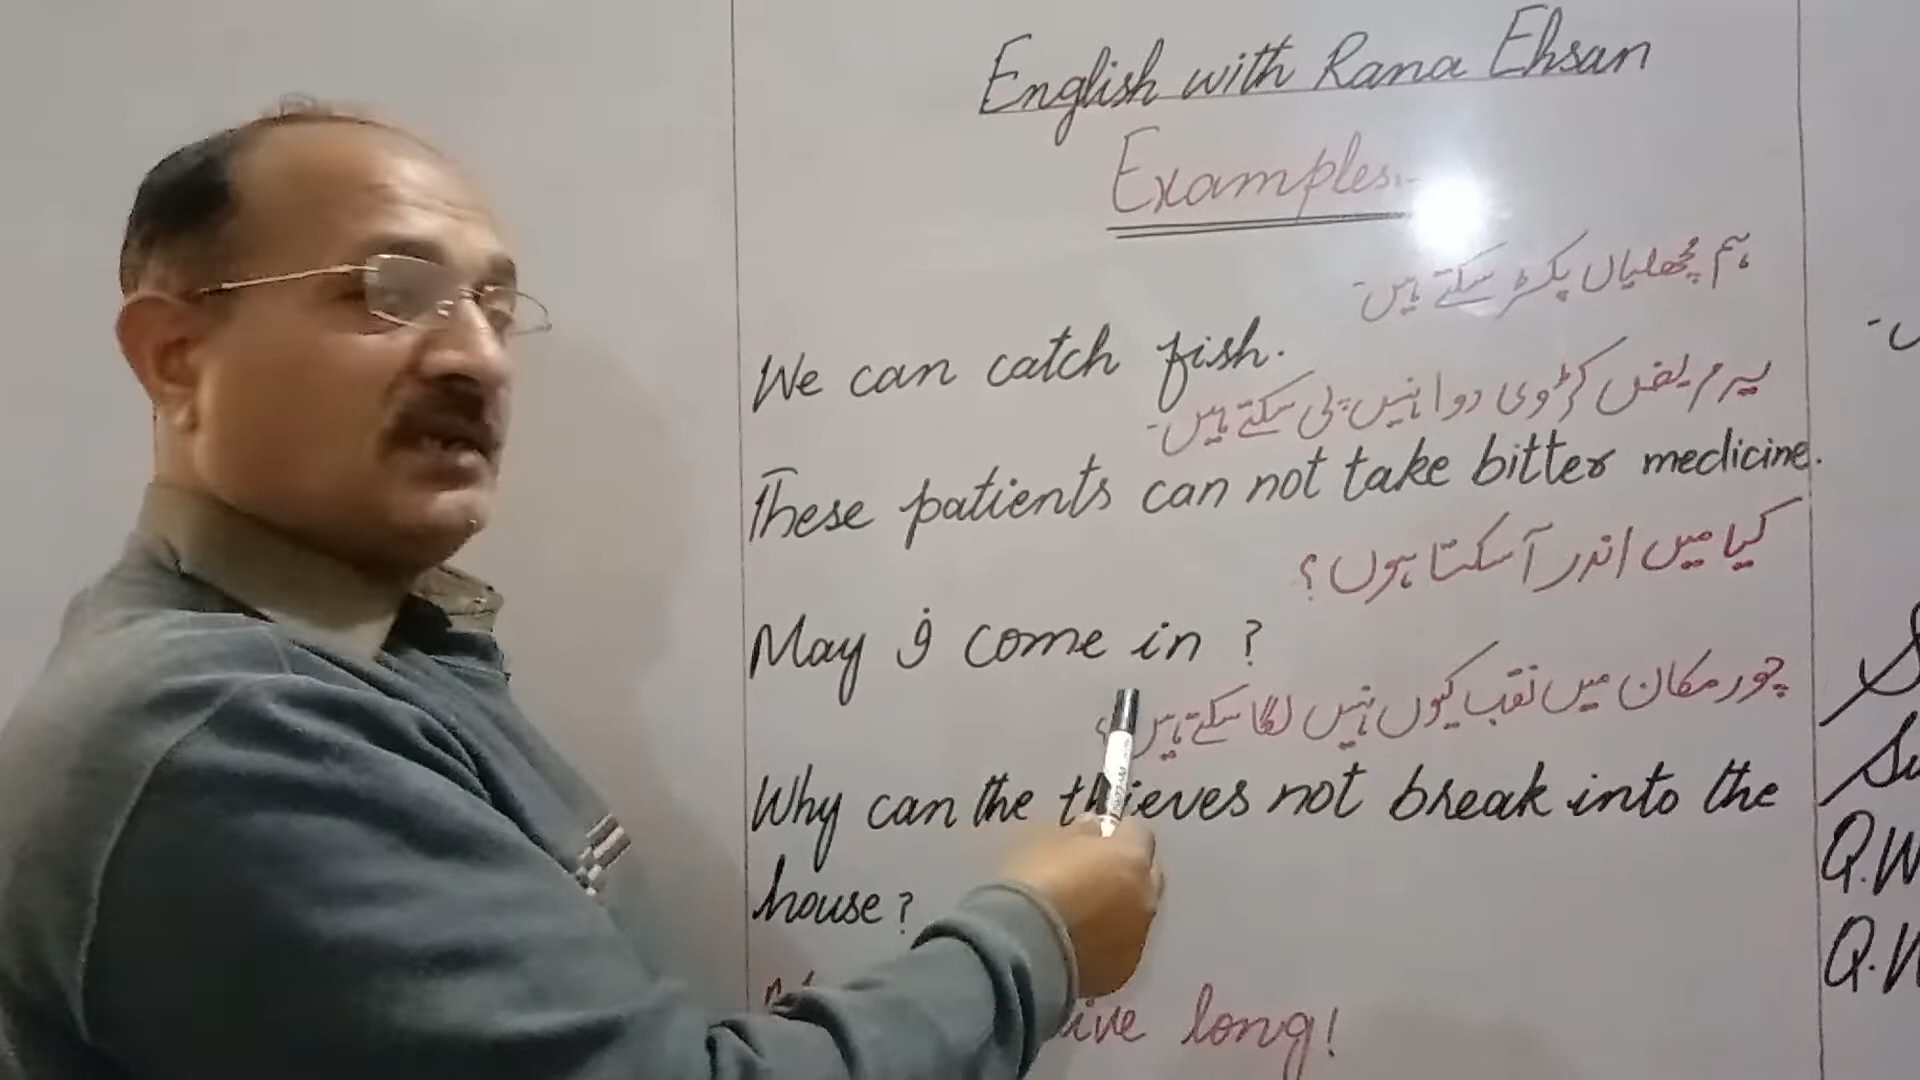 English with Rana Ehsan
Examples:-
ہم مچھلیاں پکڑ سکتے ہیں۔
We can catch fish.
یہ مریض کڑوی دوا نہیں پی سکتے ہیں۔
These patients can not take bitter medicine.
کیا میں اندر آ سکتا ہوں؟
May I come in ?
چور مکان میں نقب کیوں نہیں لگا سکتے ہیں؟
Why can the thieves not break into the
house?
long!
Q.W
Q.W